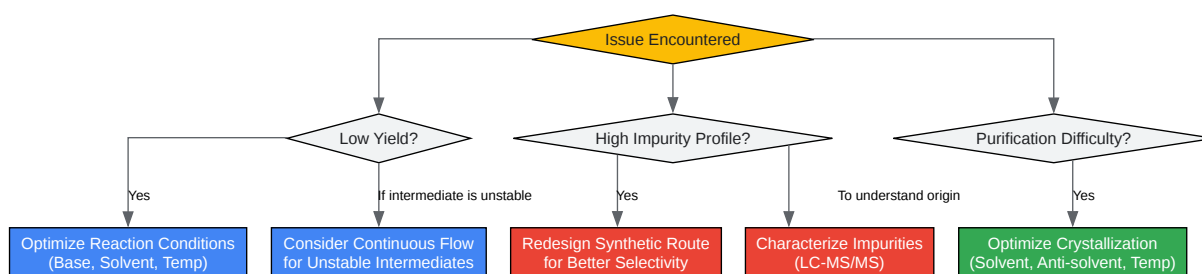 Issue Encountered
Low Yield?
High Impurity Profile?
Purification Difficulty?
Yes
If intermediate is unstable
Yes
To understand origin
Yes
Optimize Reaction Conditions
(Base, Solvent, Temp)
Consider Continuous Flow
for Unstable Intermediates
Redesign Synthetic Route
for Better Selectivity
Characterize Impurities
(LC-MS/MS)
Optimize Crystallization
(Solvent, Anti-solvent, Temp)